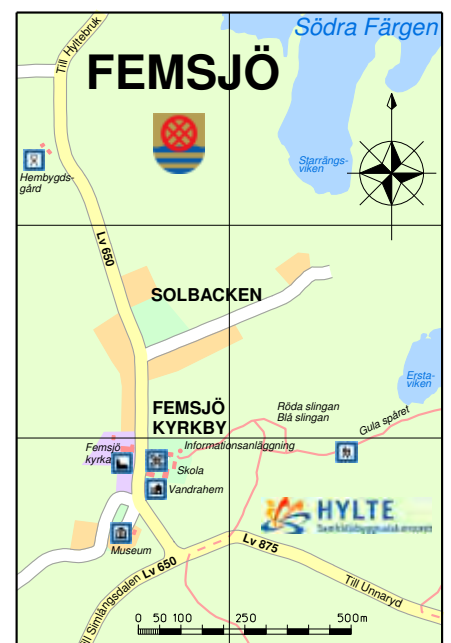 Södra Färgen
Till Hyltebruk
FEMSJÖ
Starrängs-
viken
Hembygds-
gård
Lv 650
SOLBACKEN
Ersta-
viken
FEMSJÖ
KYRKBY
Röda slingan
Blå slingan
Gula spåret
Femsjö
kyrka
Informationsanläggning
Skola
Vandrahem
HYLTE
Museum
Lv 650
Lv 875
Till Unnaryd
Till Simlångsdalen
0 50 100 250 500m